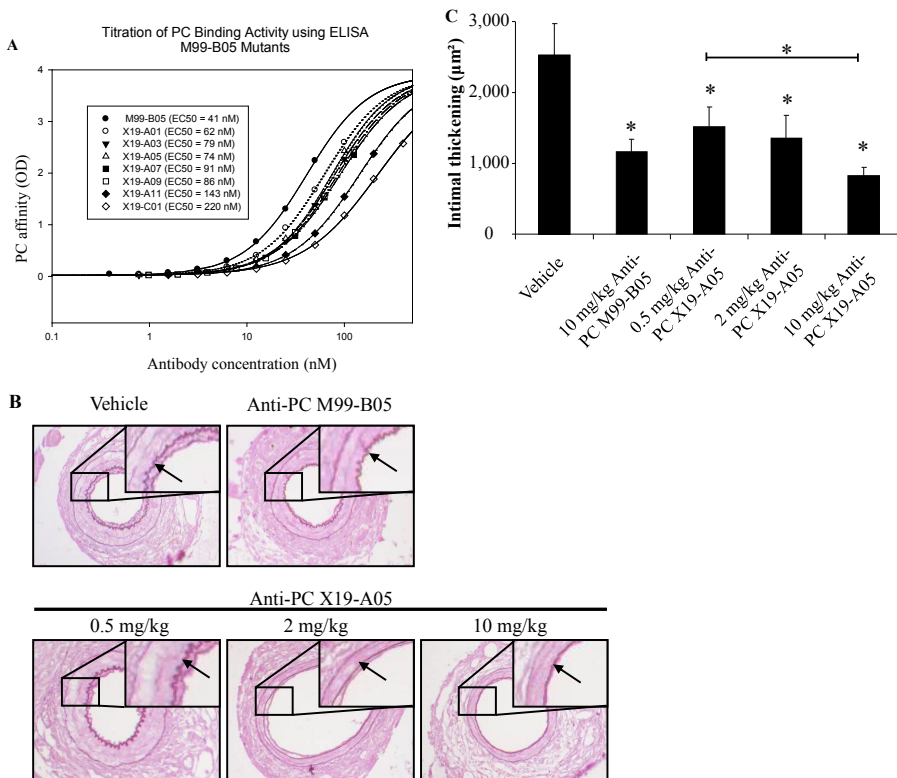 A
Titration of PC Binding Activity using ELISA
M99-B05 Mutants
4
3
2
1
0
PC affinity (OD)
M99-B05 (EC50 = 41 nM)
X19-A01 (EC50 = 62 nM)
X19-A03 (EC50 = 79 nM)
X19-A05 (EC50 = 74 nM)
X19-A07 (EC50 = 91 nM)
X19-A09 (EC50 = 86 nM)
X19-A11 (EC50 = 143 nM)
X19-C01 (EC50 = 220 nM)
0.1 1 10 100
Antibody concentration (nM)
C
Intimal thickening (µm²)
3,000
2,000
1,000
0
*
*
*
*
*
Vehicle
10 mg/kg Anti-
PC M99-B05
0.5 mg/kg Anti-
PC X19-A05
2 mg/kg Anti-
PC X19-A05
10 mg/kg Anti-
PC X19-A05
B
Vehicle
Anti-PC M99-B05
Anti-PC X19-A05
0.5 mg/kg
2 mg/kg
10 mg/kg